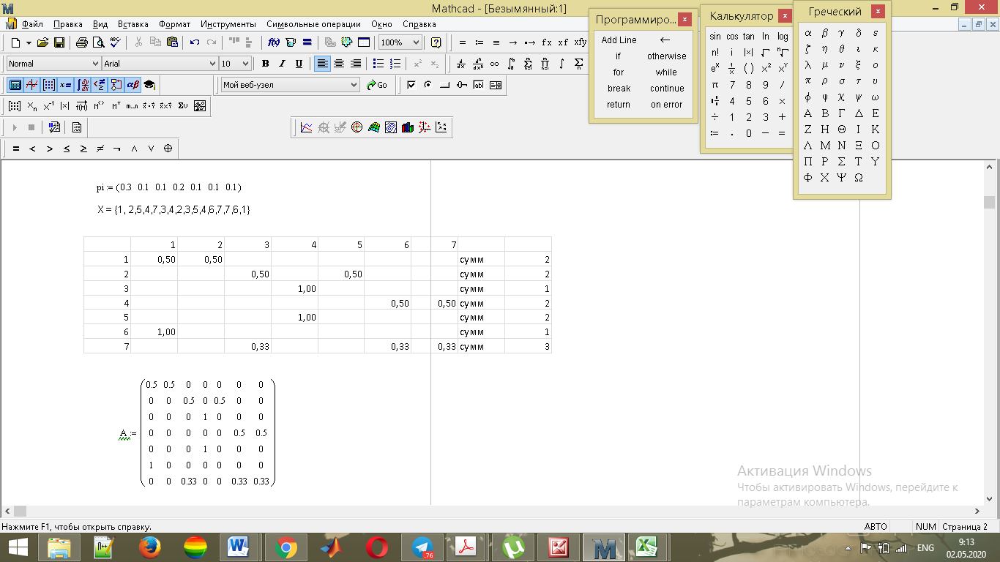 Mathcad - [Безымянный:1]
Файл Правка Вид Вставка Формат Инструменты Символьные операции Окно Справка
100%
Normal Arial 10 B I U
Мой веб-узел Go
Программиро...
Add Line ←
if otherwise
for while
break continue
return on error
Калькулятор
sin cos tan ln log
n! i |×| √ ⁿ√
eˣ 1/x ( ) x² xʸ
π 7 8 9 /
4 5 6 ×
÷ 1 2 3 +
:= . 0 − =
Греческий
α β γ δ ε
ζ η θ ι κ
λ μ ν ξ ο
π ρ σ τ υ
ϕ φ χ ψ ω
Α Β Γ Δ Ε
Ζ Η Θ Ι Κ
Λ Μ Ν Ξ Ο
Π Ρ Σ Τ Υ
Φ Χ Ψ Ω
= < > ≤ ≥ ≠ ¬ ∧ ∨ ⊕
pi := (0.3 0.1 0.1 0.2 0.1 0.1 0.1)
X = {1, 2,5,4,7,3,4,2,3,5,4,6,7,7,6,1}
1 2 3 4 5 6 7
1 0,50 0,50 сумм 2
2 0,50 0,50 сумм 2
3 1,00 сумм 1
4 0,50 0,50 сумм 2
5 1,00 сумм 2
6 1,00 сумм 1
7 0,33 0,33 0,33 сумм 3
A :=
0.5 0.5 0 0 0 0 0
0 0 0.5 0 0.5 0 0
0 0 0 1 0 0 0
0 0 0 0 0 0.5 0.5
0 0 0 1 0 0 0
1 0 0 0 0 0 0
0 0 0.33 0 0 0.33 0.33
Активация Windows
Чтобы активировать Windows, перейдите к
параметрам компьютера.
Нажмите F1, чтобы открыть справку.
АВТО NUM Страница 2
.76
ENG
9:13
02.05.2020